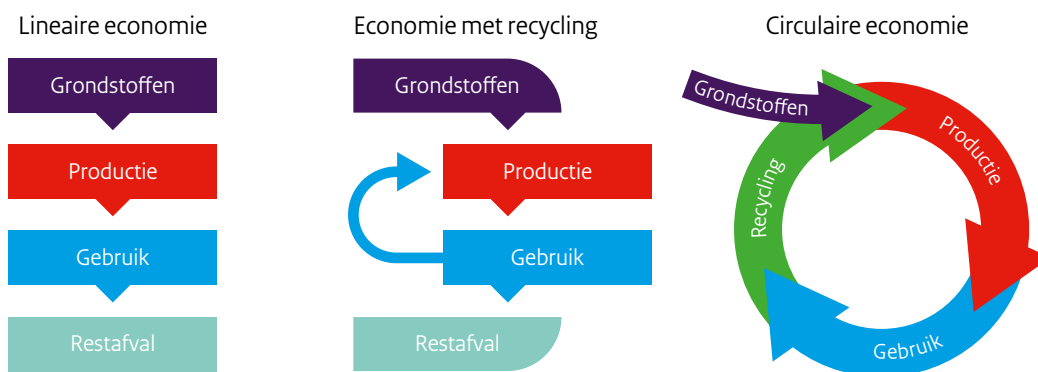 Lineaire economie
Grondstoffen
Productie
Gebruik
Restafval
Economie met recycling
Grondstoffen
Productie
Gebruik
Restafval
Circulaire economie
Grondstoffen
Productie
Gebruik
Recycling